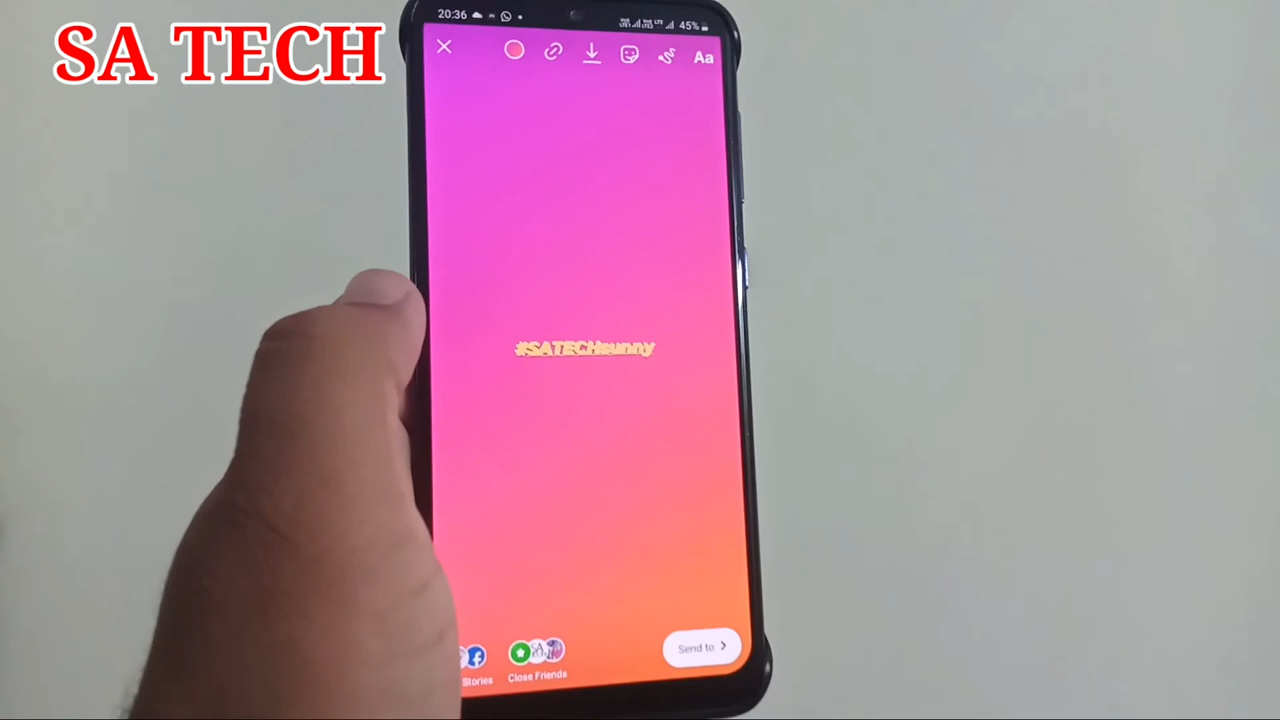 SA TECH
20:36
45%
Aa
#SATECHsunny
Send to
Stories
Close Friends